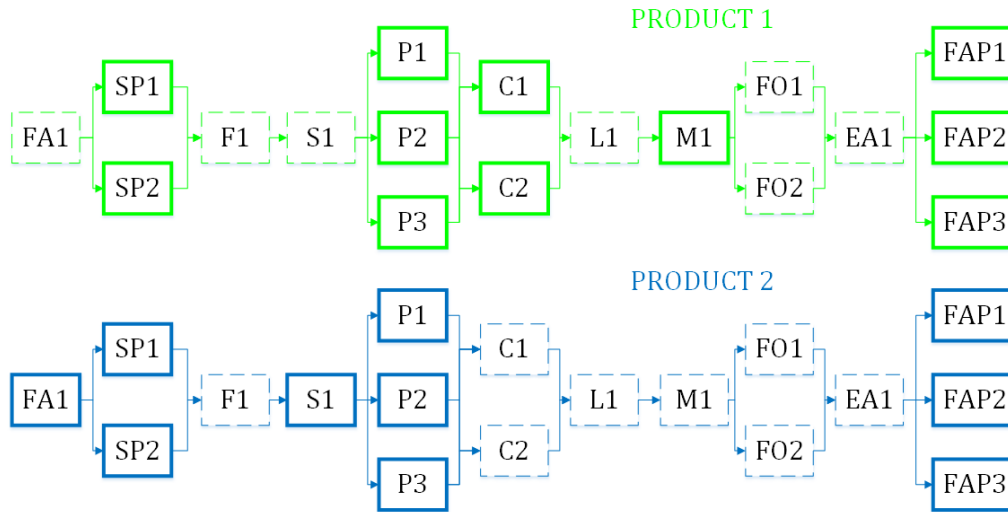 PRODUCT 1
FA1
SP1
SP2
F1
S1
P1
P2
P3
C1
C2
L1
M1
FO1
FO2
EA1
FAP1
FAP2
FAP3
PRODUCT 2
FA1
SP1
SP2
F1
S1
P1
P2
P3
C1
C2
L1
M1
FO1
FO2
EA1
FAP1
FAP2
FAP3